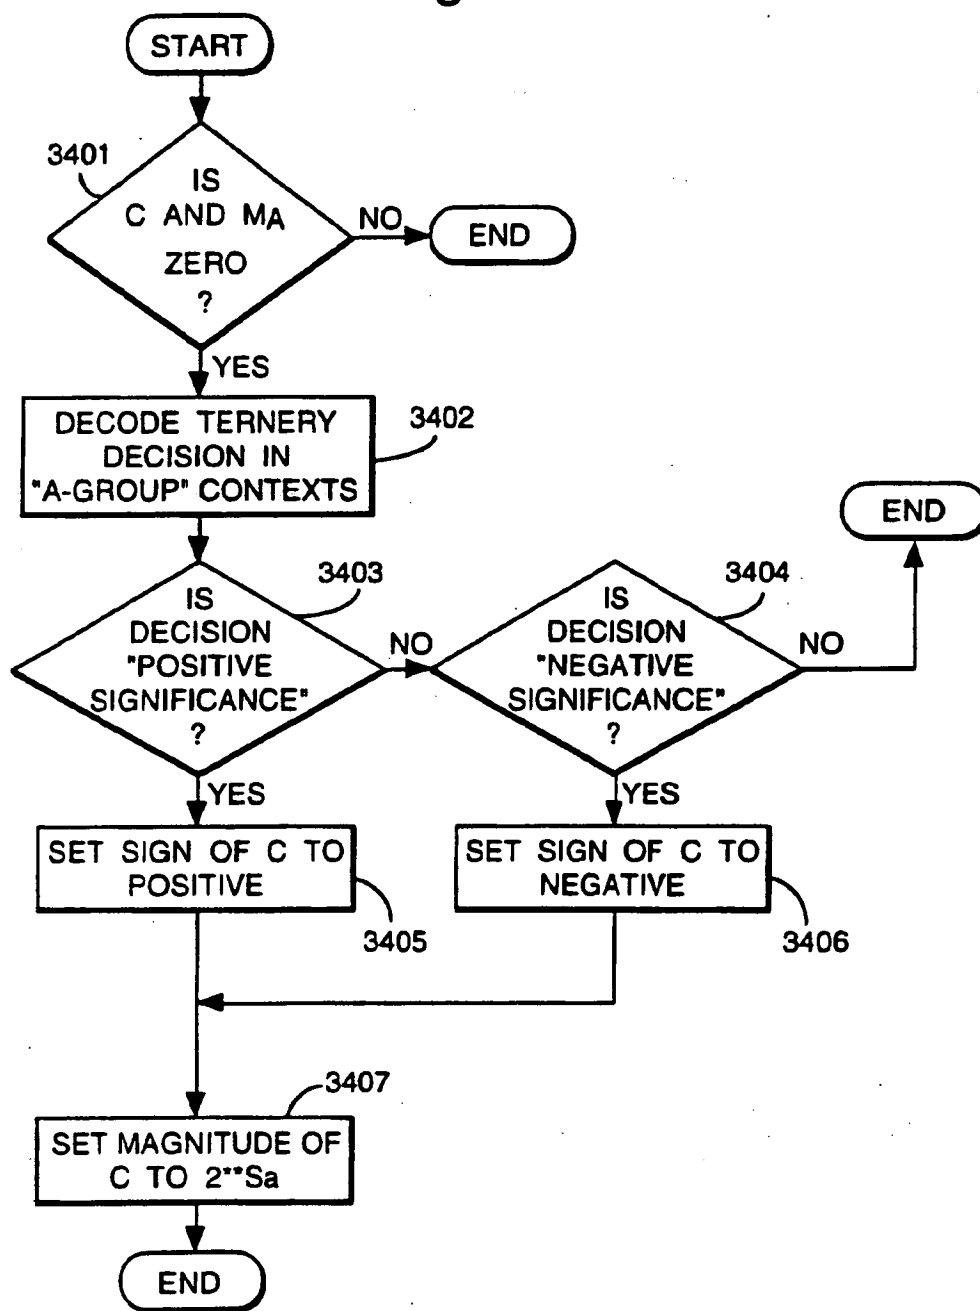 START
3401
IS
C AND MA
ZERO
?
NO
END
YES
DECODE TERNERY
DECISION IN
"A-GROUP" CONTEXTS
3402
END
3403
IS
DECISION
"POSITIVE
SIGNIFICANCE"
?
NO
3404
IS
DECISION
"NEGATIVE
SIGNIFICANCE"
?
NO
YES
YES
SET SIGN OF C TO
POSITIVE
3405
SET SIGN OF C TO
NEGATIVE
3406
3407
SET MAGNITUDE OF
C TO 2**Sa
END